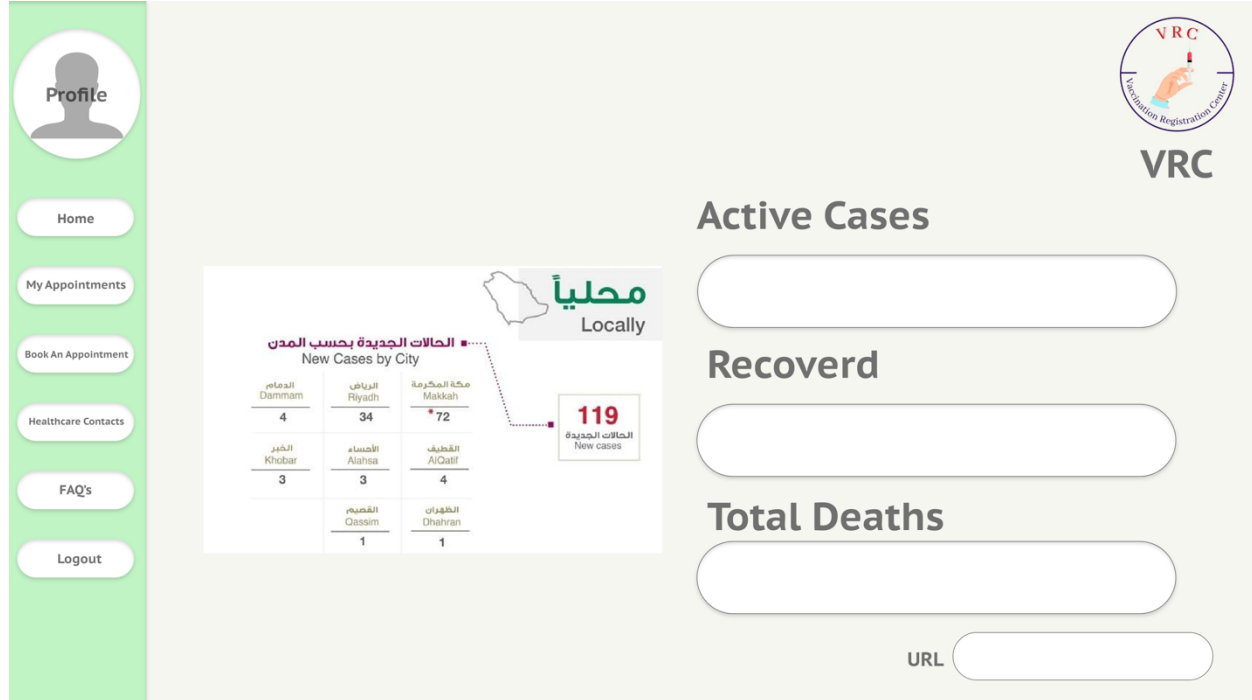 Profile
Home
My Appointments
Book An Appointment
Healthcare Contacts
FAQ's
Logout
VRC
Vaccination Registration Center
VRC
محلياً
Locally
الحالات الجديدة بحسب المدن
New Cases by City
الدمام
Dammam
4
الرياض
Riyadh
34
مكة المكرمة
Makkah
*72
الخبر
Khobar
3
الأحساء
Alahsa
3
القطيف
AlQatif
4
القصيم
Qassim
1
الظهران
Dhahran
1
119
الحالات الجديدة
New cases
Active Cases
Recoverd
Total Deaths
URL